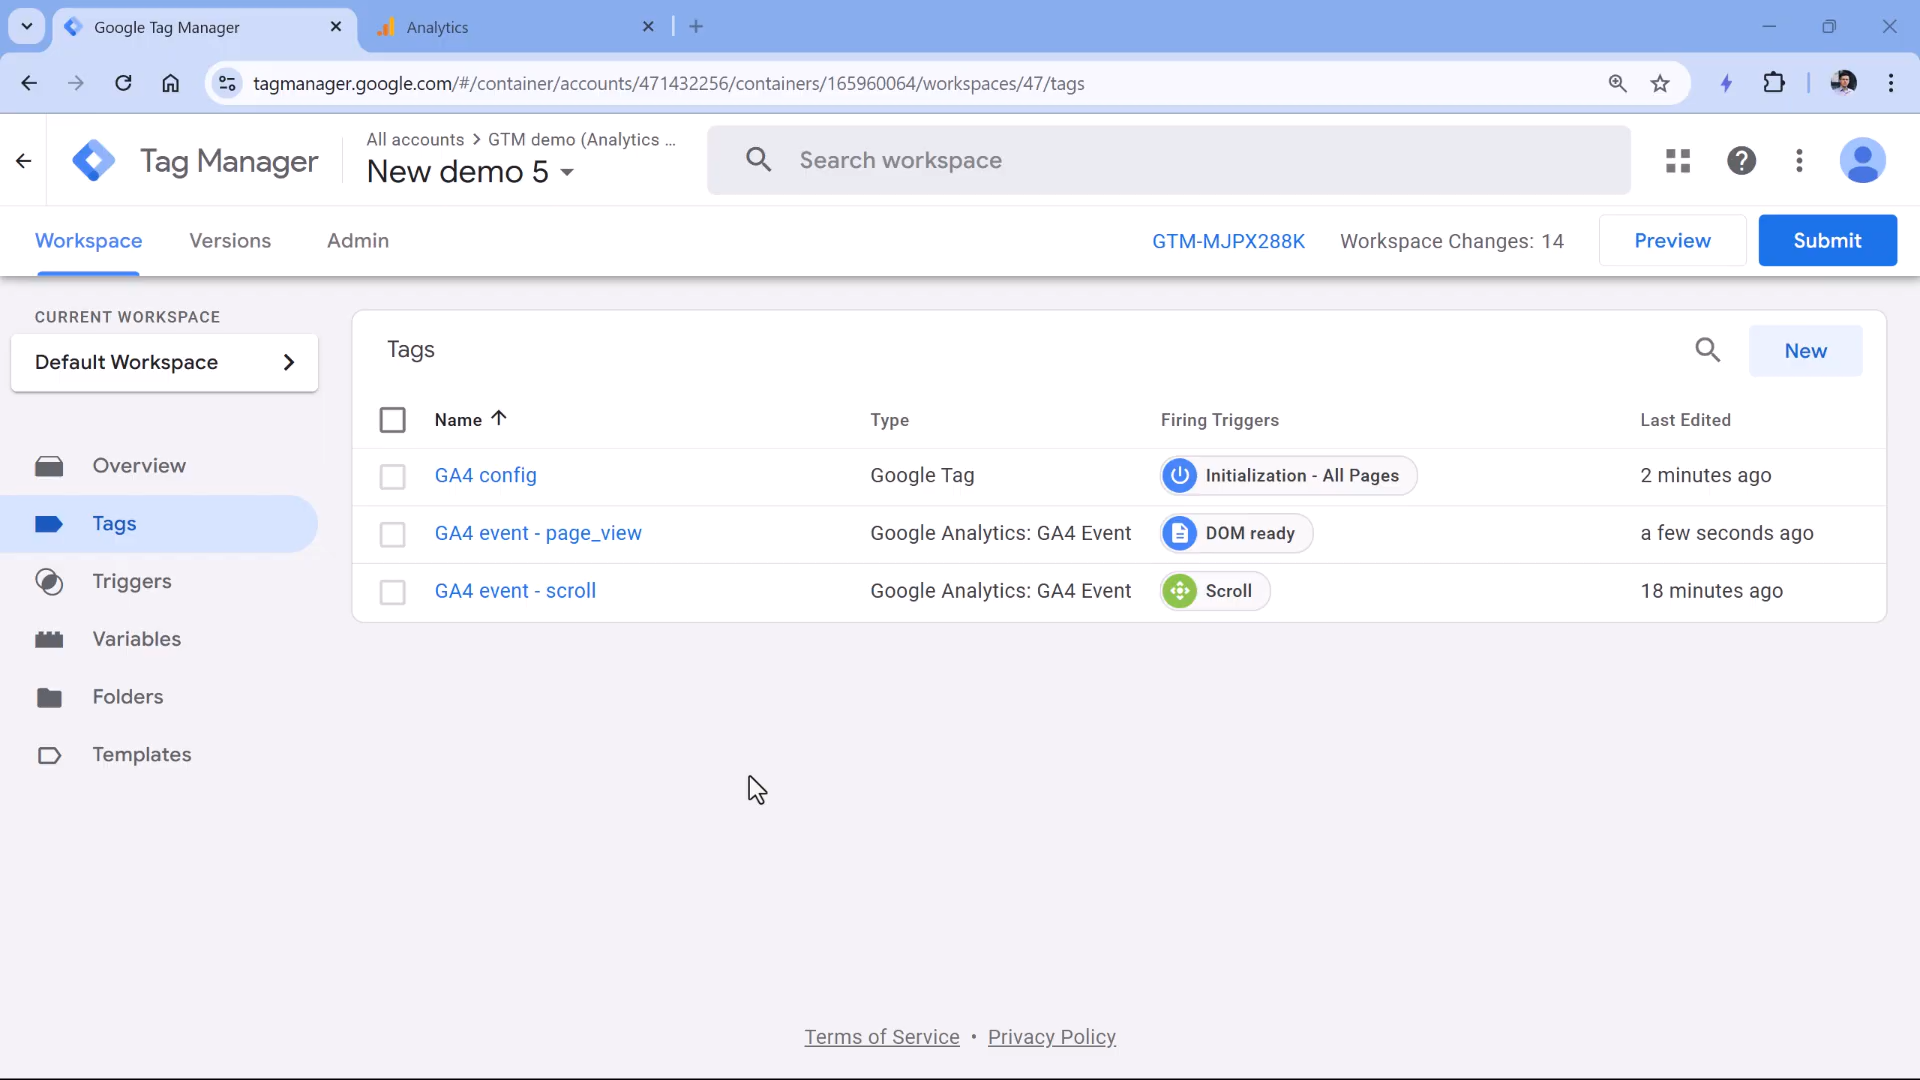 Google Tag Manager
Analytics
tagmanager.google.com/#/container/accounts/471432256/containers/165960064/workspaces/47/tags
Tag Manager
All accounts > GTM demo (Analytics ...
New demo 5
Search workspace
Workspace
Versions
Admin
GTM-MJPX288K
Workspace Changes: 14
Preview
Submit
CURRENT WORKSPACE
Default Workspace
Overview
Tags
Triggers
Variables
Folders
Templates
Tags
New
Name Type Firing Triggers Last Edited
GA4 config Google Tag Initialization - All Pages 2 minutes ago
GA4 event - page_view Google Analytics: GA4 Event DOM ready a few seconds ago
GA4 event - scroll Google Analytics: GA4 Event Scroll 18 minutes ago
Terms of Service • Privacy Policy